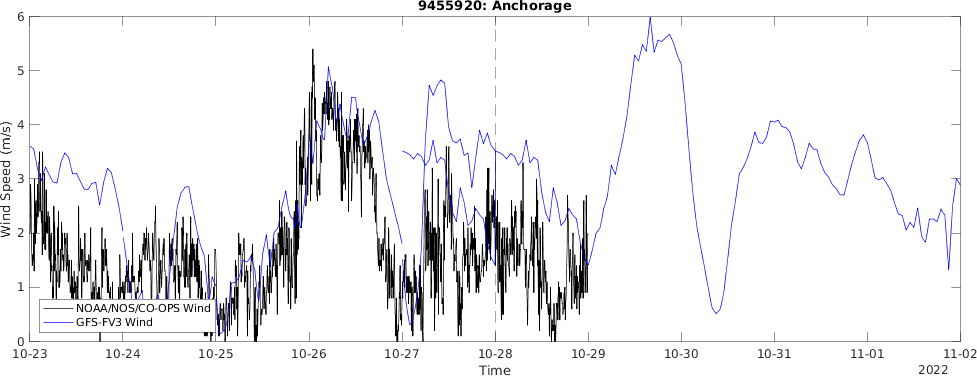 9455920: Anchorage
Wind Speed (m/s)
6
5
4
3
2
1
0
NOAA/NOS/CO-OPS Wind
GFS-FV3 Wind
10-23 10-24 10-25 10-26 10-27 10-28 10-29 10-30 10-31 11-01 11-02
Time
2022